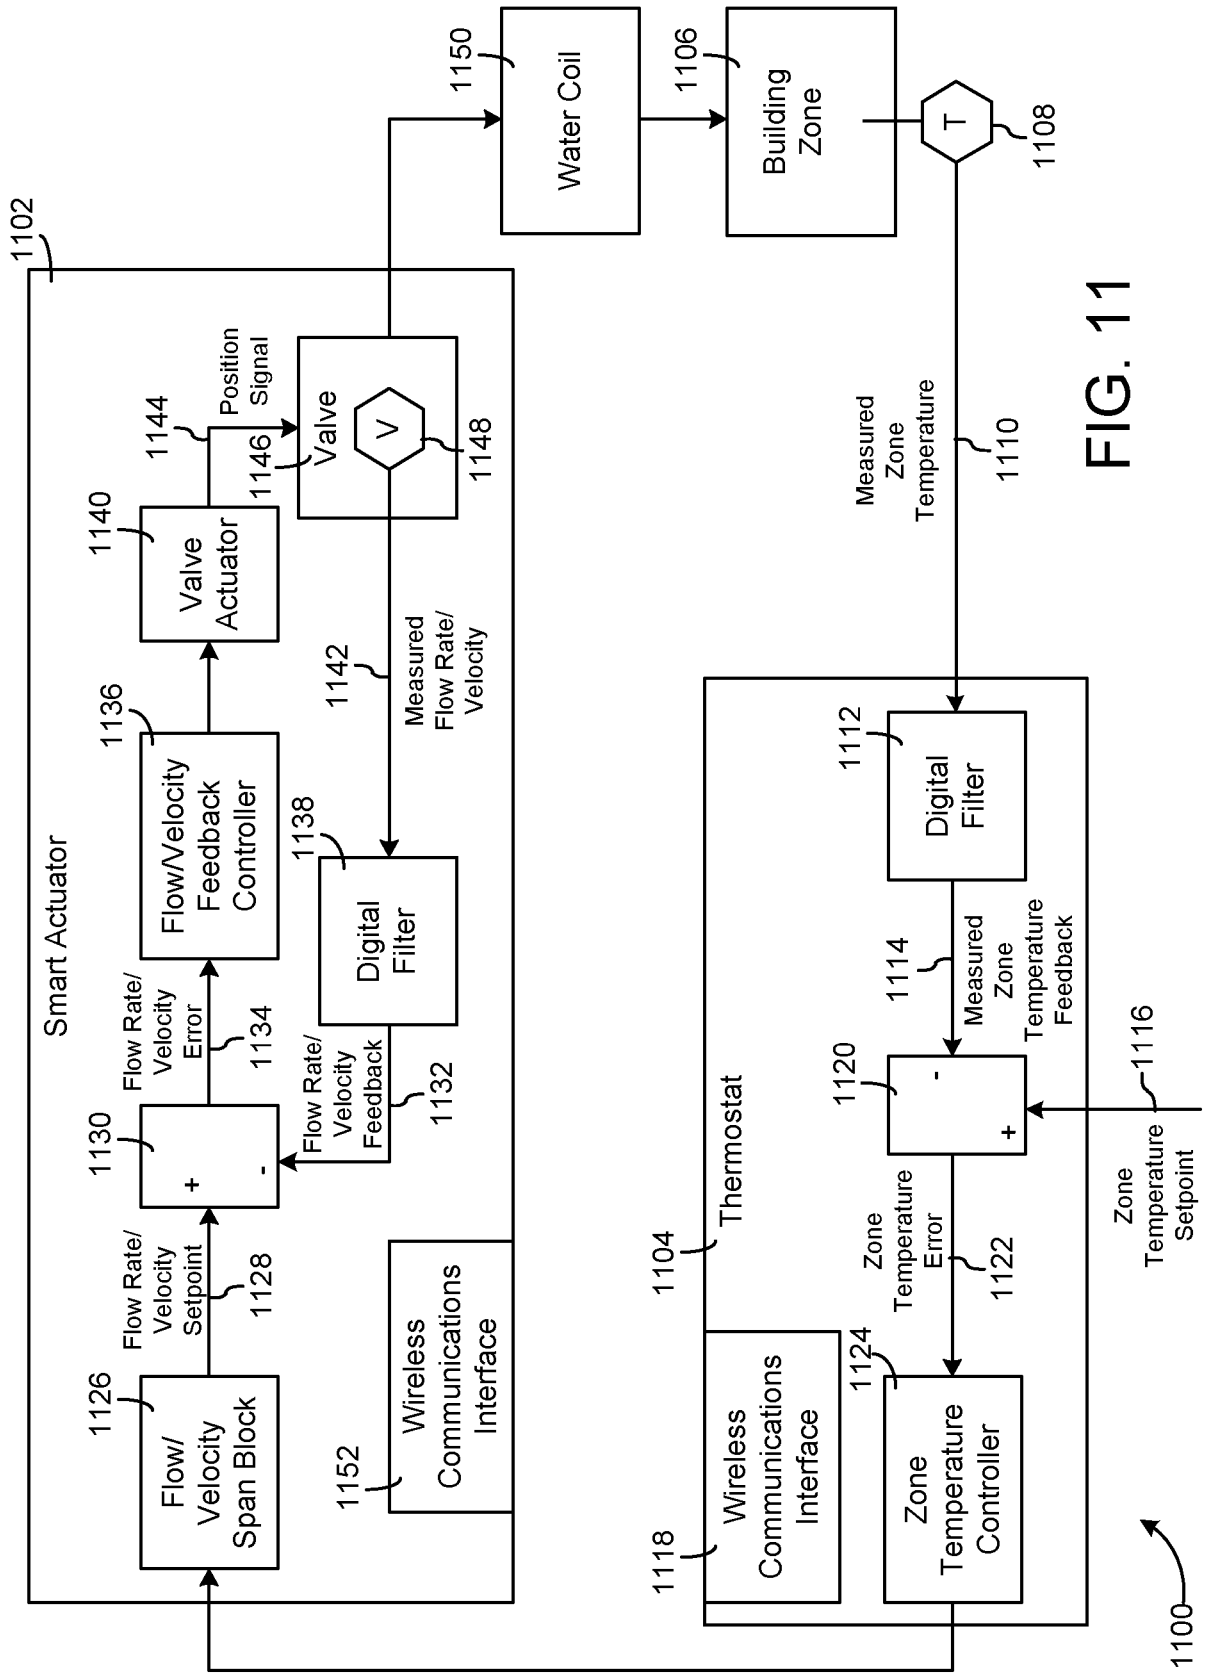 1102
Smart Actuator
1126
Flow/
Velocity
Span Block
Flow Rate/
Velocity
Setpoint
1128
1130
+
-
Flow Rate/
Velocity
Error
1134
1136
Flow/Velocity
Feedback
Controller
1140
Valve
Actuator
1144
Position
Signal
1146
Valve
V
1148
1142
Measured
Flow Rate/
Velocity
1138
Digital
Filter
Flow Rate/
Velocity
Feedback
1132
1152
Wireless
Communications
Interface
1150
Water Coil
1106
Building
Zone
T
1108
Measured
Zone
Temperature
1110
1104
Thermostat
1118
Wireless
Communications
Interface
1112
Digital
Filter
1114
Measured
Zone
Temperature
Feedback
1120
-
+
1116
Zone
Temperature
Setpoint
Zone
Temperature
Error
1122
1124
Zone
Temperature
Controller
1100
FIG. 11